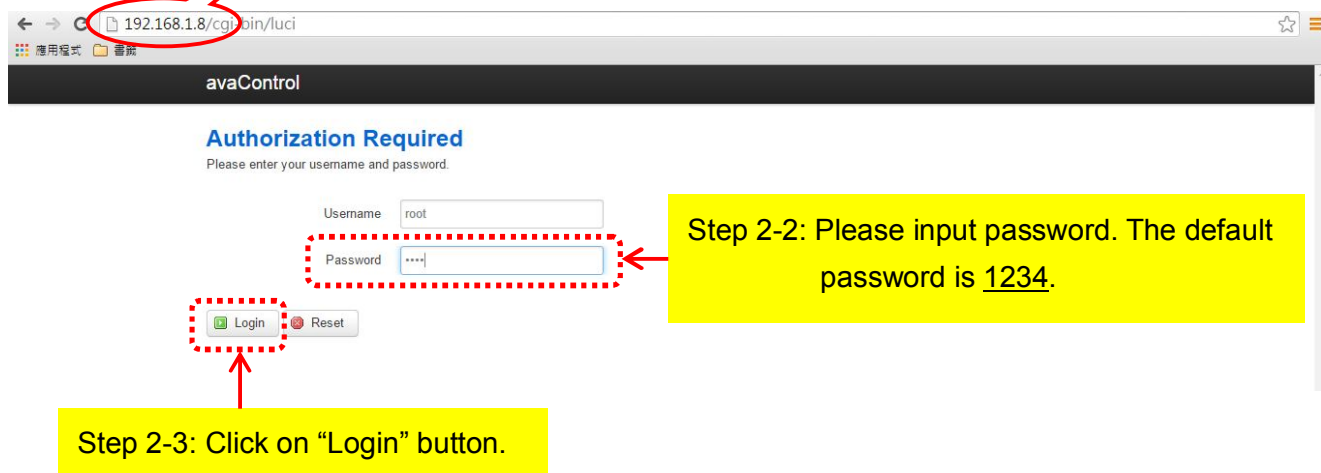 192.168.1.8/cgi-bin/luci
應用程式 書籤
avaControl
Authorization Required
Please enter your username and password.
Username root
Step 2-2: Please input password. The default
password is 1234.
Password ••••
Login Reset
Step 2-3: Click on “Login” button.